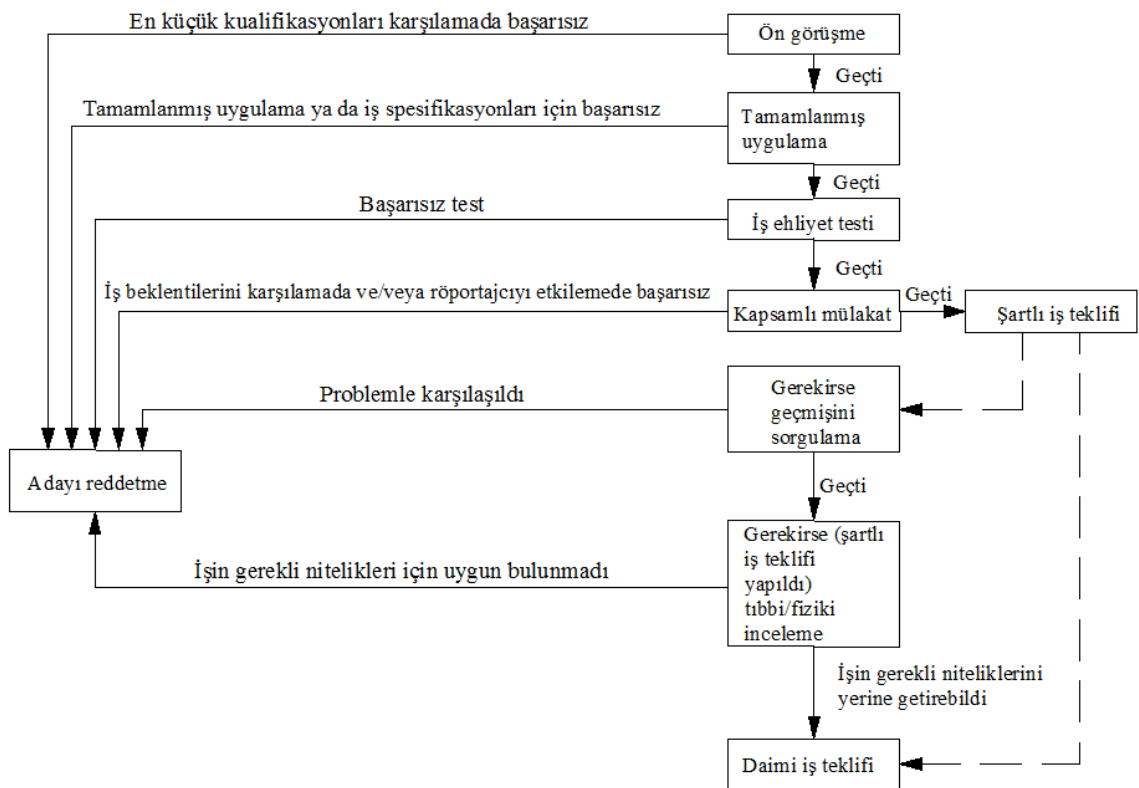 En küçük kualifikasyonları karşılamada başarısız
Ön görüşme
Geçti
Tamamlanmış uygulama ya da iş spesifikasyonları için başarısız
Tamamlanmış
uygulama
Geçti
Başarısız test
İş ehliyet testi
Geçti
İş beklentilerini karşılamada ve/veya röportajcıyı etkilemede başarısız
Kapsamlı mülakat
Geçti
Şartlı iş teklifi
Problemle karşılaşıldı
Gerekirse
geçmişini
sorgulama
Adayı reddetme
Geçti
İşin gerekli nitelikleri için uygun bulunmadı
Gerekirse (şartlı
iş teklifi
yapıldı)
tıbbi/fiziki
inceleme
İşin gerekli niteliklerini
yerine getirebildi
Daimi iş teklifi